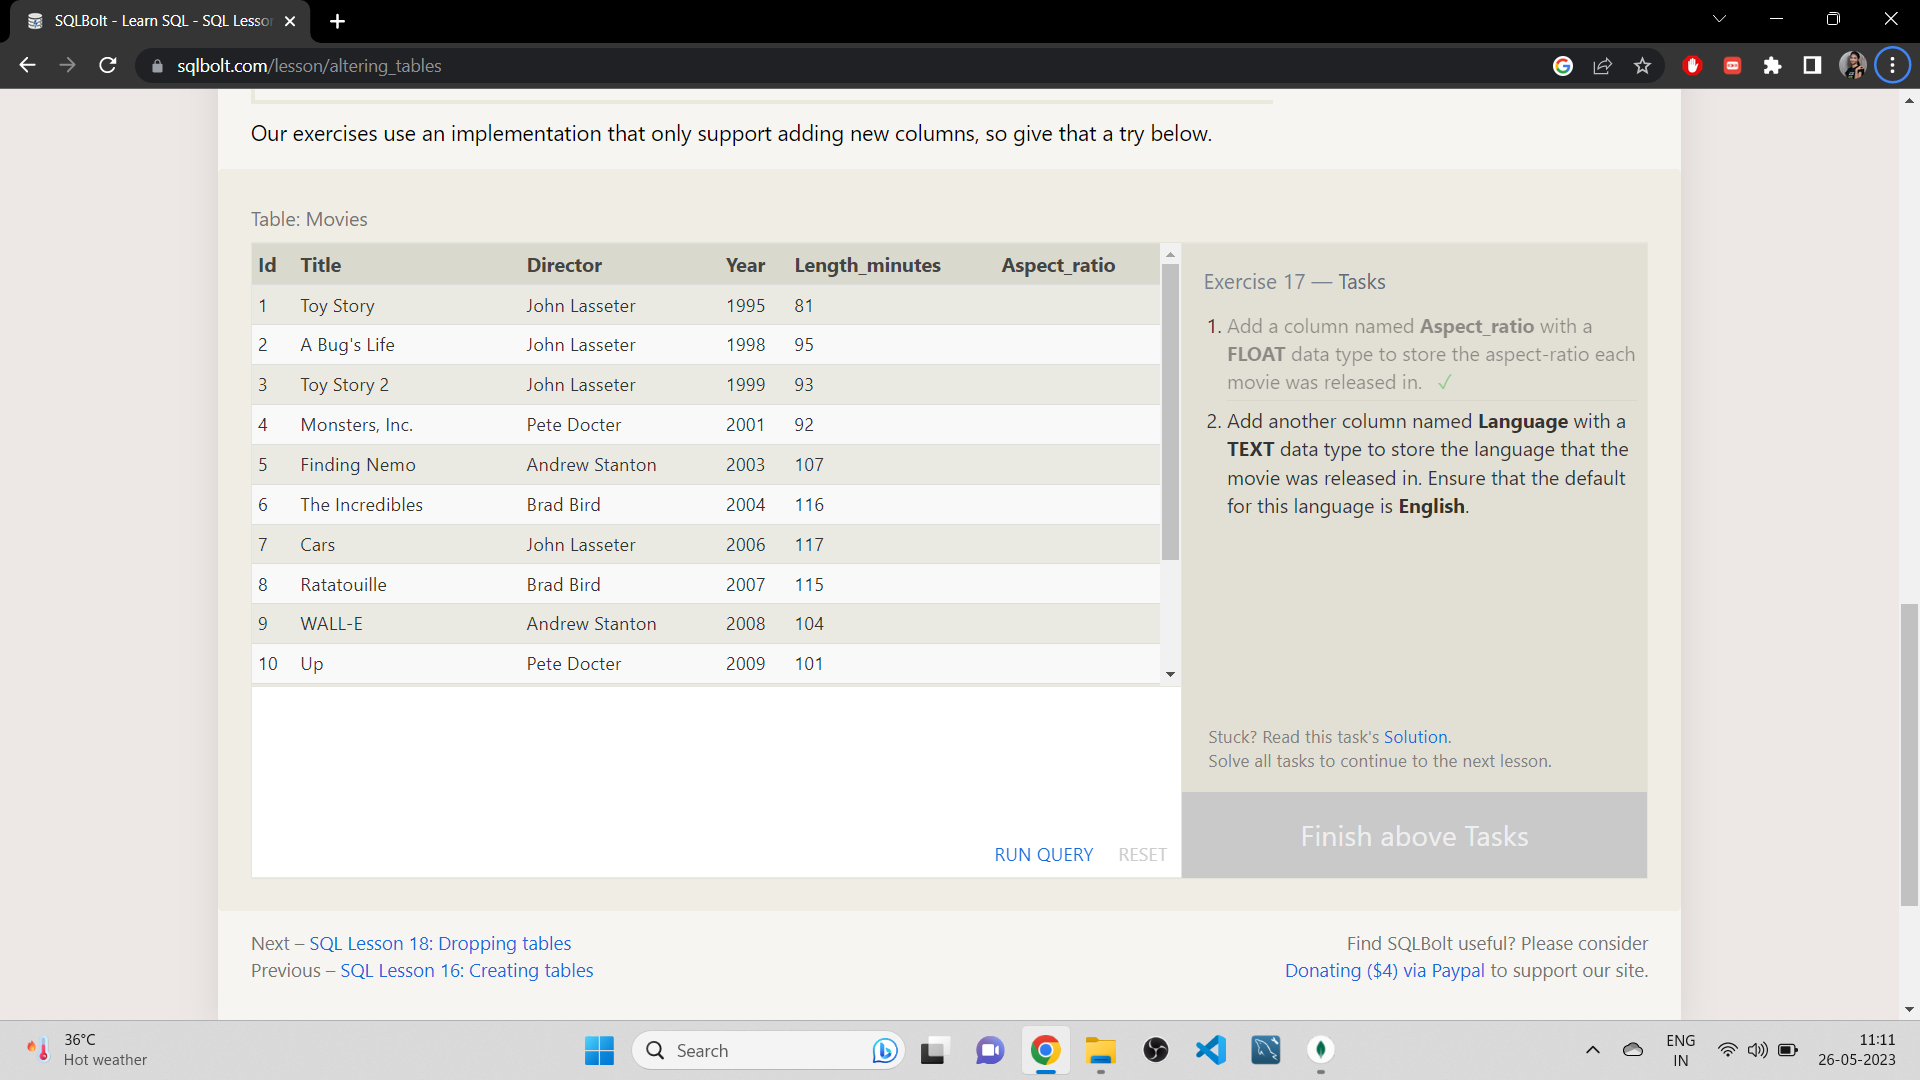 SQLBolt - Learn SQL - SQL Lesso
sqlbolt.com/lesson/altering_tables
Our exercises use an implementation that only support adding new columns, so give that a try below.
Table: Movies
Id Title Director Year Length_minutes Aspect_ratio
1 Toy Story John Lasseter 1995 81
2 A Bug's Life John Lasseter 1998 95
3 Toy Story 2 John Lasseter 1999 93
4 Monsters, Inc. Pete Docter 2001 92
5 Finding Nemo Andrew Stanton 2003 107
6 The Incredibles Brad Bird 2004 116
7 Cars John Lasseter 2006 117
8 Ratatouille Brad Bird 2007 115
9 WALL-E Andrew Stanton 2008 104
10 Up Pete Docter 2009 101
RUN QUERY RESET
Exercise 17 — Tasks
1. Add a column named Aspect_ratio with a
FLOAT data type to store the aspect-ratio each
movie was released in. ✓
2. Add another column named Language with a
TEXT data type to store the language that the
movie was released in. Ensure that the default
for this language is English.
Stuck? Read this task's Solution.
Solve all tasks to continue to the next lesson.
Finish above Tasks
Next – SQL Lesson 18: Dropping tables
Previous – SQL Lesson 16: Creating tables
Find SQLBolt useful? Please consider
Donating ($4) via Paypal to support our site.
36°C
Hot weather
Search
ENG
IN
11:11
26-05-2023